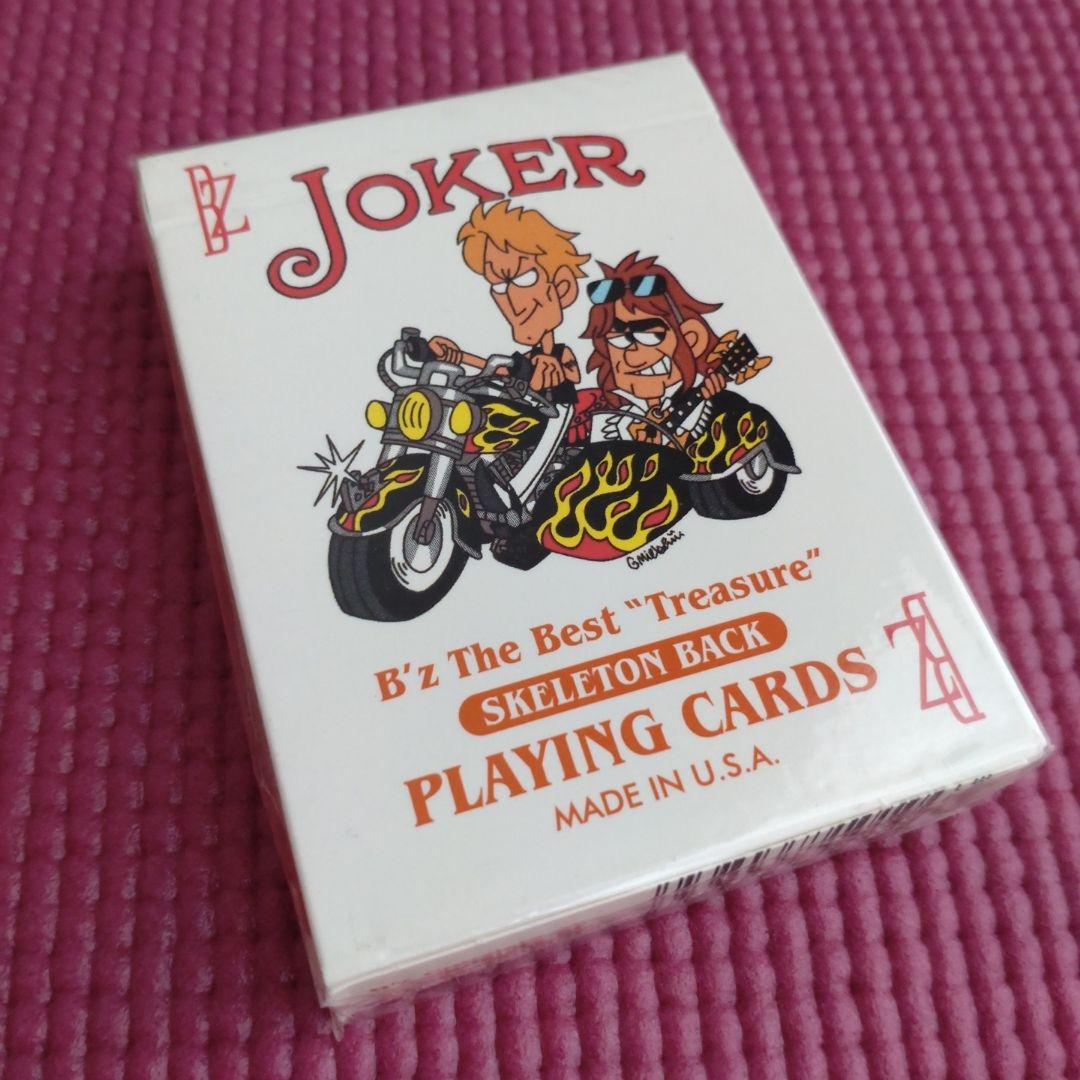 B'z
JOKER
B'z The Best "Treasure"
SKELETON BACK
PLAYING CARDS
MADE IN U.S.A.
B'z